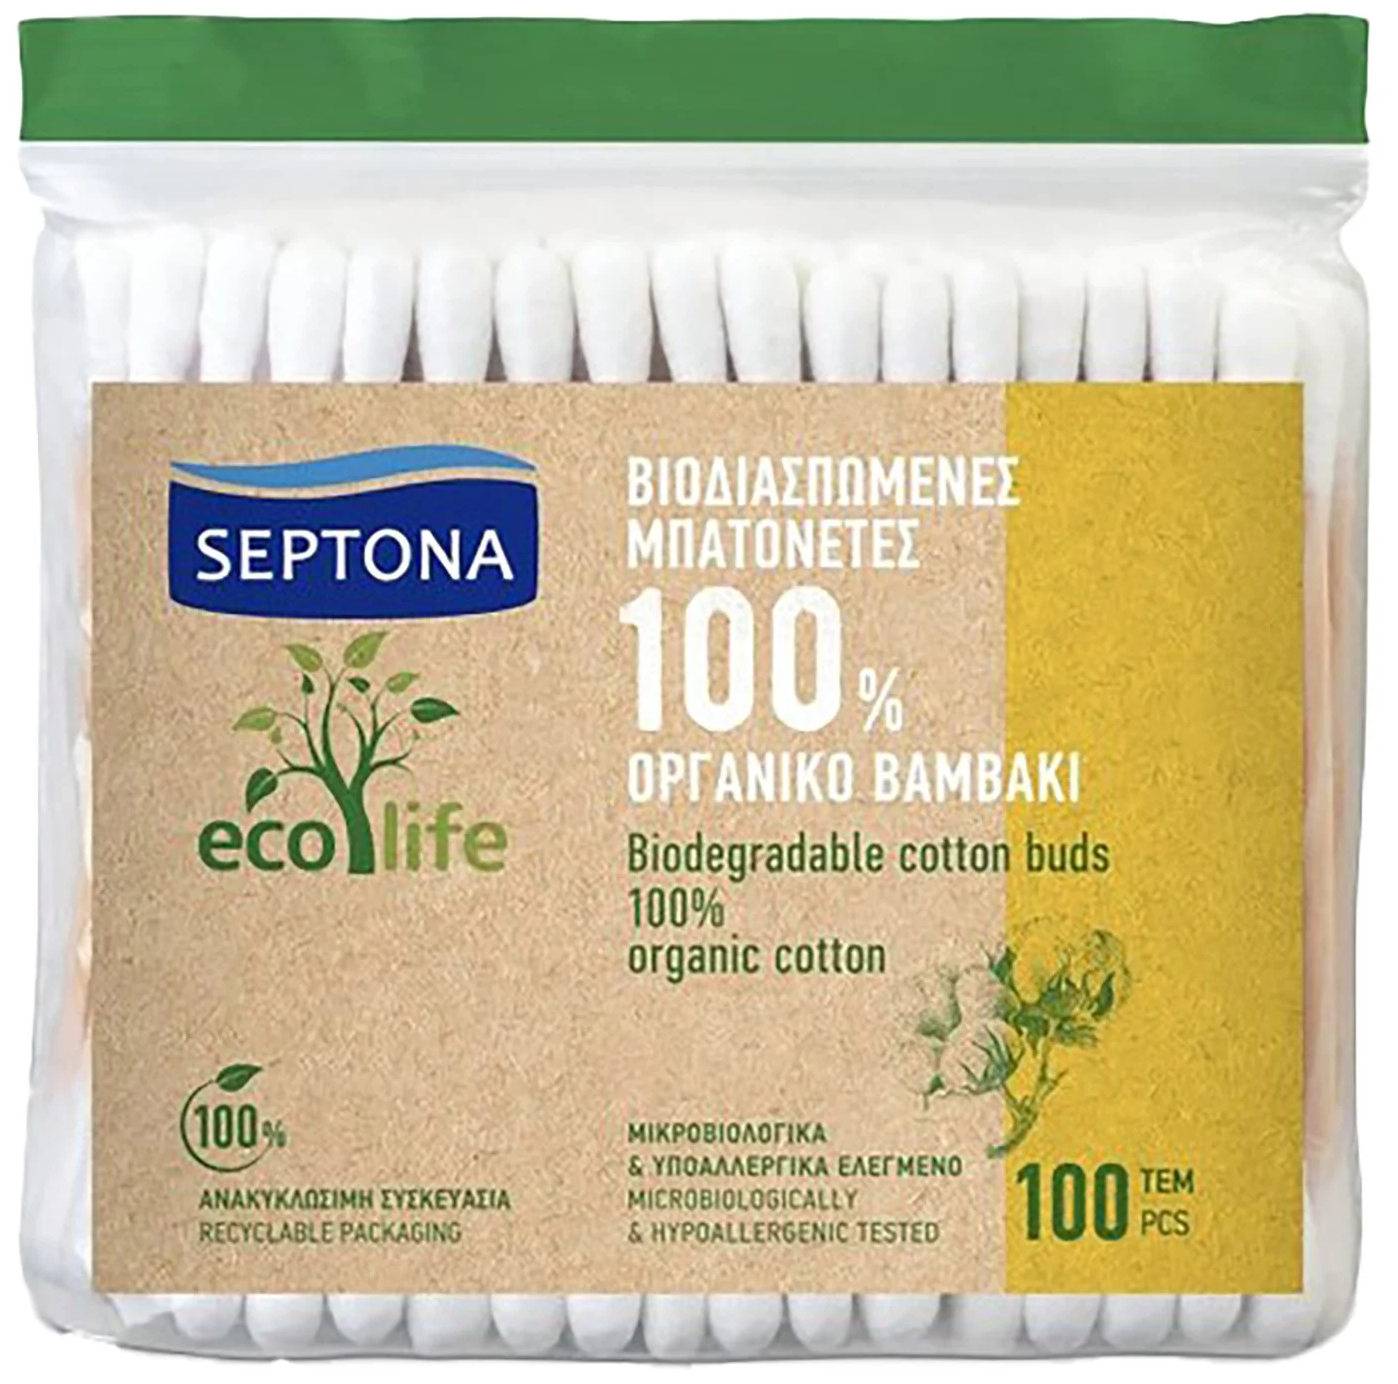 SEPTONA
eco life
ΒΙΟΔΙΑΣΠΩΜΕΝΕΣ
ΜΠΑΤΟΝΕΤΕΣ
100%
ΟΡΓΑΝΙΚΟ ΒΑΜΒΑΚΙ
Biodegradable cotton buds
100%
organic cotton
100%
ΑΝΑΚΥΚΛΩΣΙΜΗ ΣΥΣΚΕΥΑΣΙΑ
RECYCLABLE PACKAGING
ΜΙΚΡΟΒΙΟΛΟΓΙΚΑ
& ΥΠΟΑΛΛΕΡΓΙΚΑ ΕΛΕΓΜΕΝΟ
MICROBIOLOGICALLY
& HYPOALLERGENIC TESTED
100 ΤΕΜ
PCS